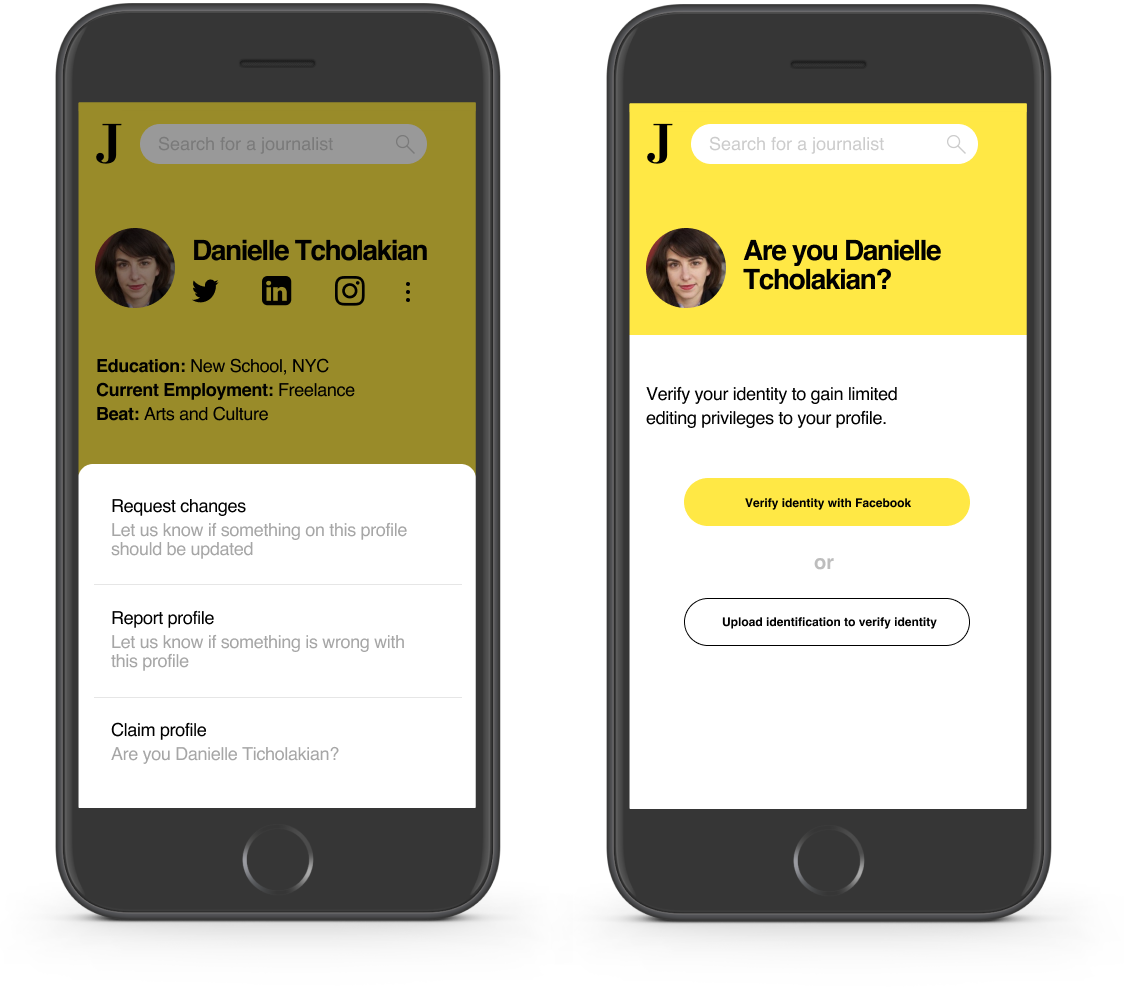 J
Search for a journalist
Danielle Tcholakian
Education: New School, NYC
Current Employment: Freelance
Beat: Arts and Culture
Request changes
Let us know if something on this profile
should be updated
Report profile
Let us know if something is wrong with
this profile
Claim profile
Are you Danielle Ticholakian?
J
Search for a journalist
Are you Danielle
Tcholakian?
Verify your identity to gain limited
editing privileges to your profile.
Verify identity with Facebook
or
Upload identification to verify identity